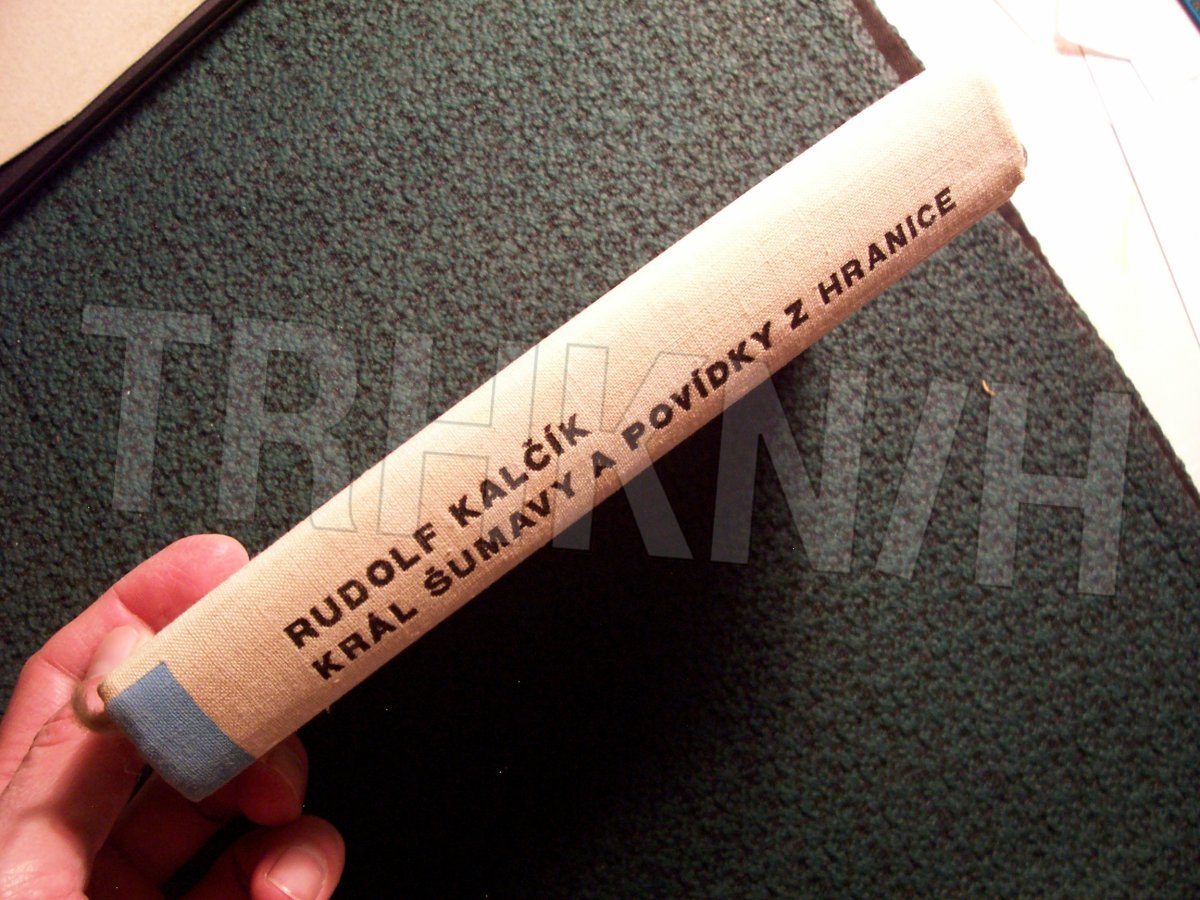 RUDOLF KALČÍK
KRÁL ŠUMAVY A POVÍDKY Z HRANICE
TRHKNIH